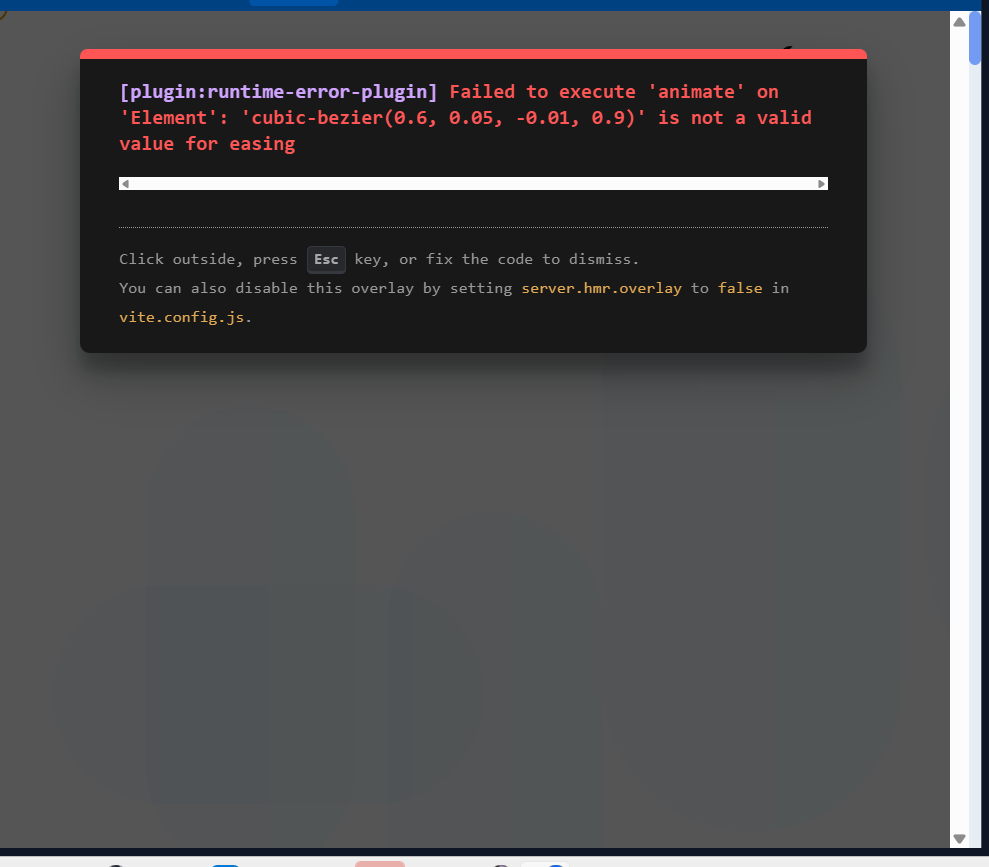 [plugin:runtime-error-plugin] Failed to execute 'animate' on
'Element': 'cubic-bezier(0.6, 0.05, -0.01, 0.9)' is not a valid
value for easing
Click outside, press Esc key, or fix the code to dismiss.
You can also disable this overlay by setting server.hmr.overlay to false in
vite.config.js.